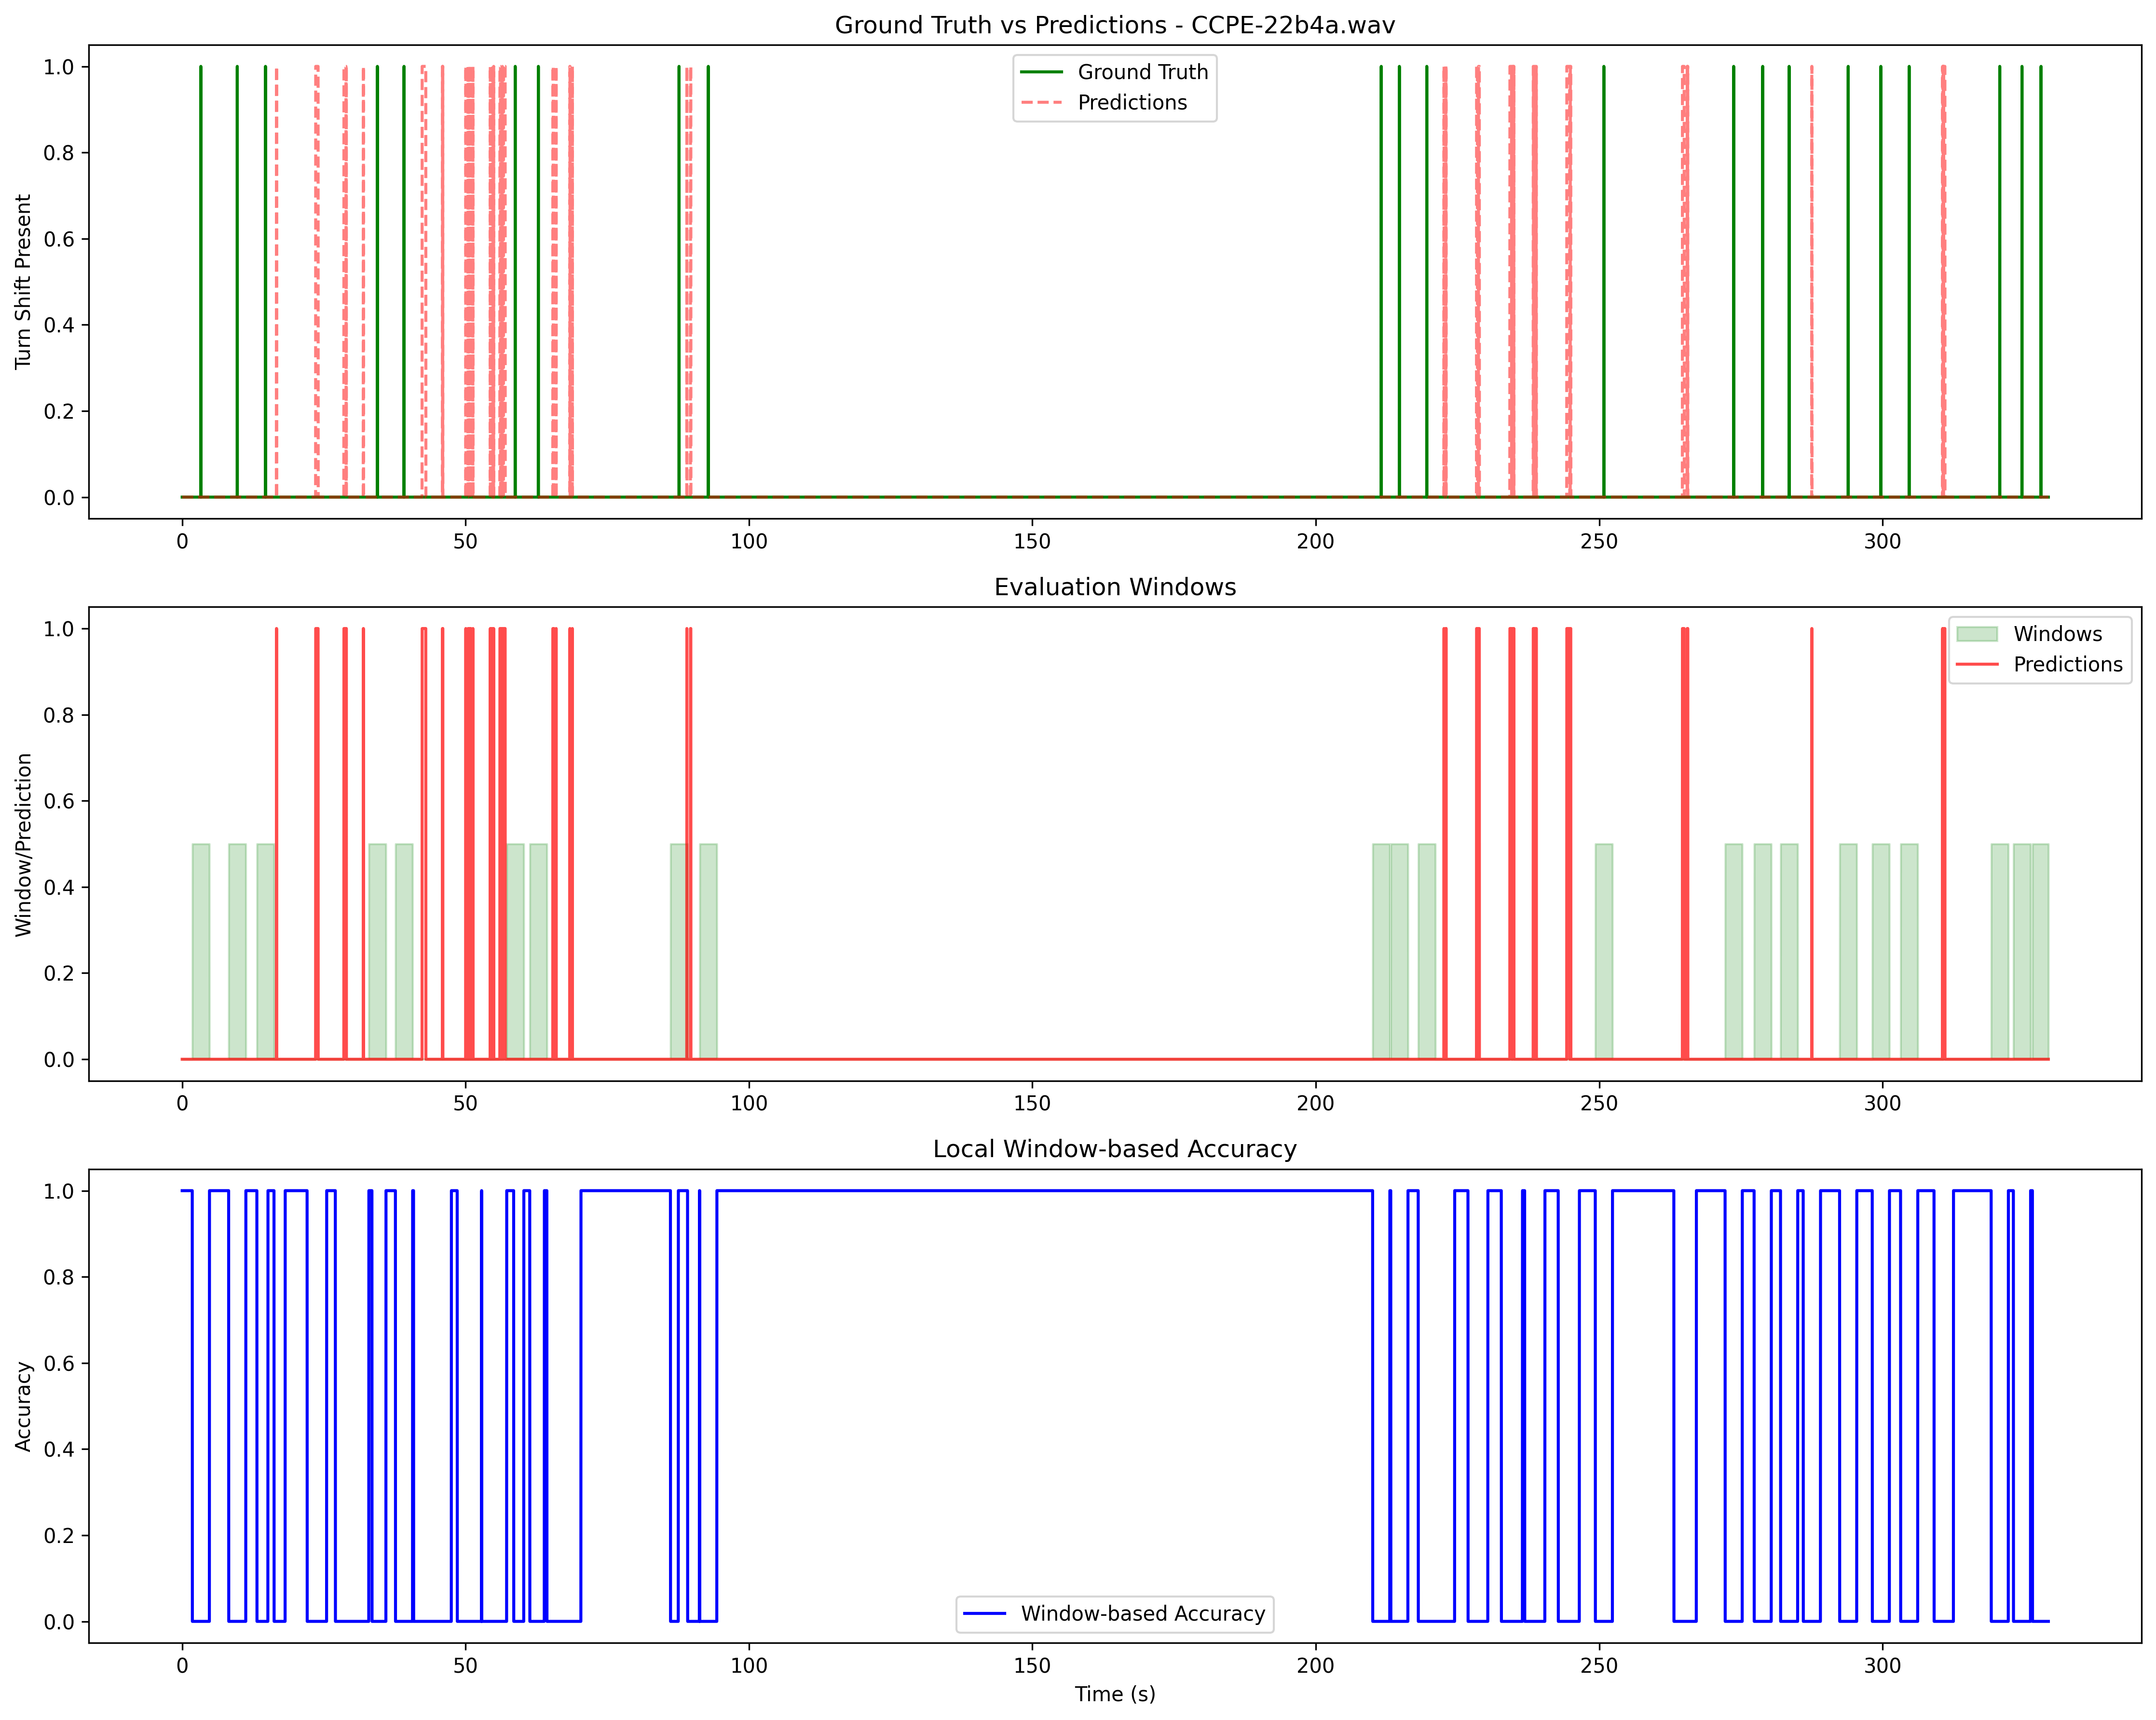 Ground Truth vs Predictions - CCPE-22b4a.wav
Turn Shift Present
1.0
0.8
0.6
0.4
0.2
0.0
Ground Truth
Predictions
0 50 100 150 200 250 300
Evaluation Windows
Window/Prediction
1.0
0.8
0.6
0.4
0.2
0.0
Windows
Predictions
0 50 100 150 200 250 300
Local Window-based Accuracy
Accuracy
1.0
0.8
0.6
0.4
0.2
0.0
Window-based Accuracy
0 50 100 150 200 250 300
Time (s)